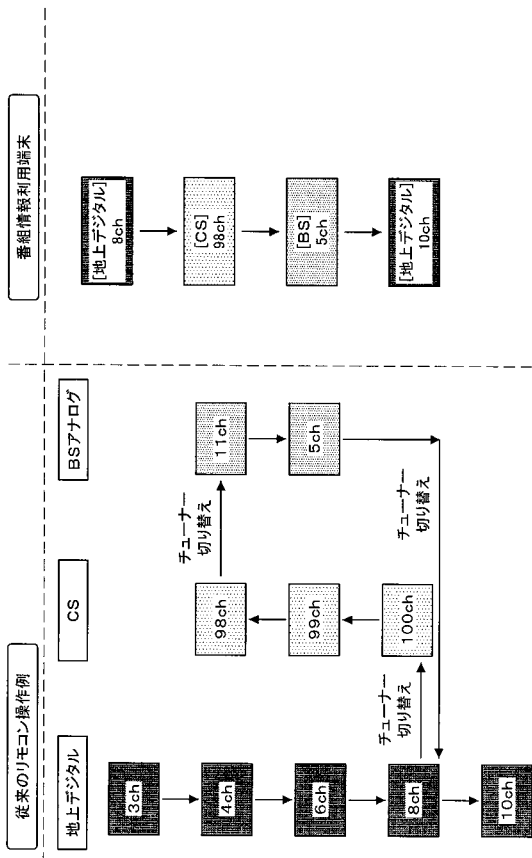 従来のリモコン操作例
番組情報利用端末
地上デジタル
CS
BSアナログ
3ch
4ch
6ch
8ch
10ch
チューナー
切り替え
100ch
99ch
98ch
チューナー
切り替え
11ch
5ch
チューナー
切り替え
[地上デジタル]
8ch
[CS]
98ch
[BS]
5ch
[地上デジタル]
10ch